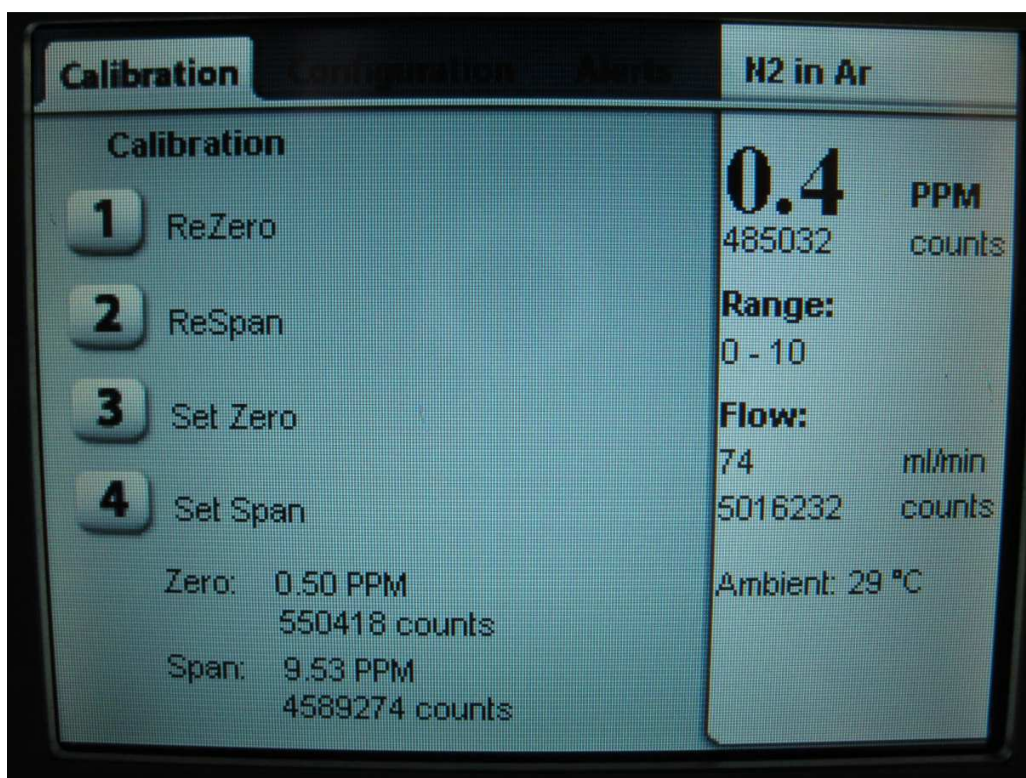 Calibration Configuration Alerts N2 in Ar
Calibration
1 ReZero
2 ReSpan
3 Set Zero
4 Set Span
Zero: 0.50 PPM
550418 counts
Span: 9.53 PPM
4589274 counts
0.4 PPM
485032 counts
Range:
0 - 10
Flow:
74 ml/min
5016232 counts
Ambient: 29 °C